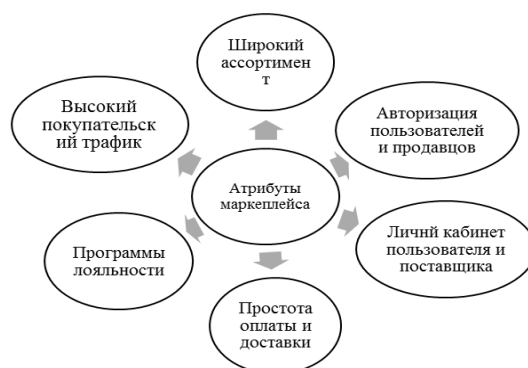 Широкий
ассортимен
т
Высокий
покупательск
ий трафик
Авторизация
пользователей
и продавцов
Атрибуты
маркеплейса
Программы
лояльности
Личнй кабинет
пользователя и
поставщика
Простота
оплаты и
доставки